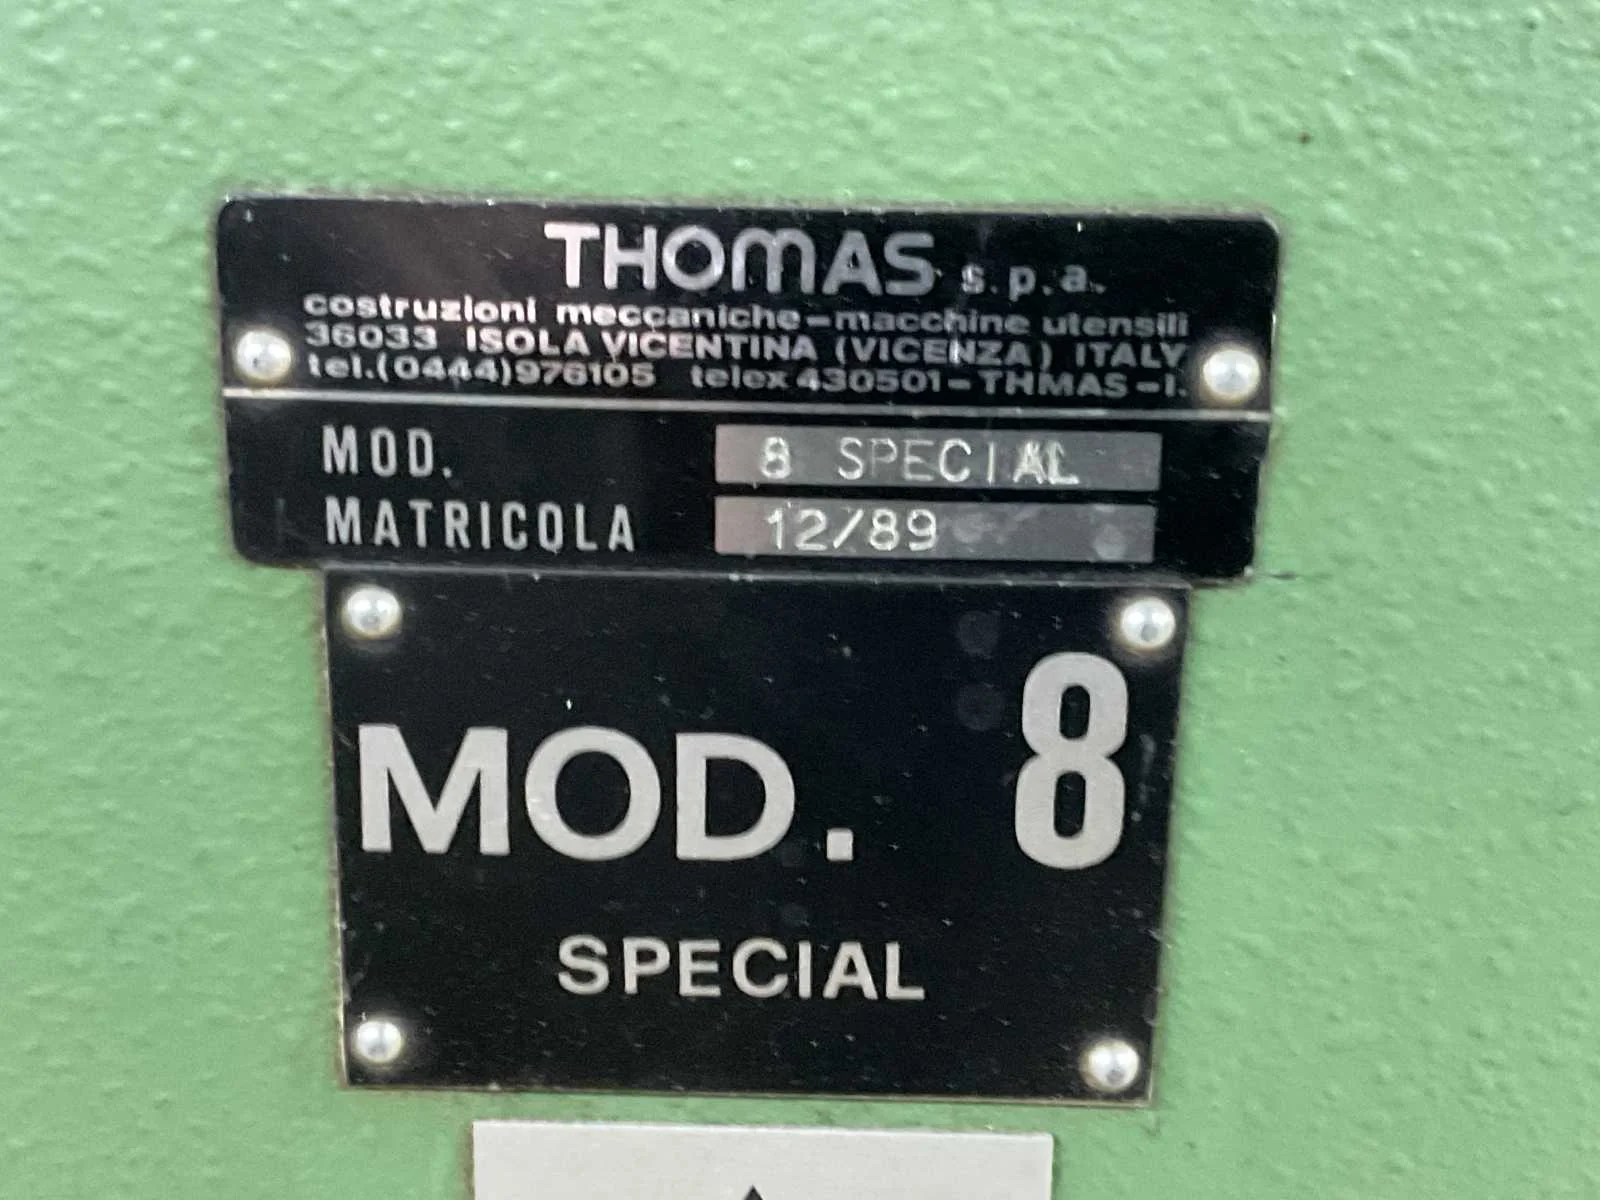 THOMAS s.p.a.
costruzioni meccaniche-macchine utensili
36033 ISOLA VICENTINA (VICENZA) ITALY
tel.(0444)976105 telex 430501-THMAS-I.
MOD. 8 SPECIAL
MATRICOLA 12/89
MOD. 8
SPECIAL